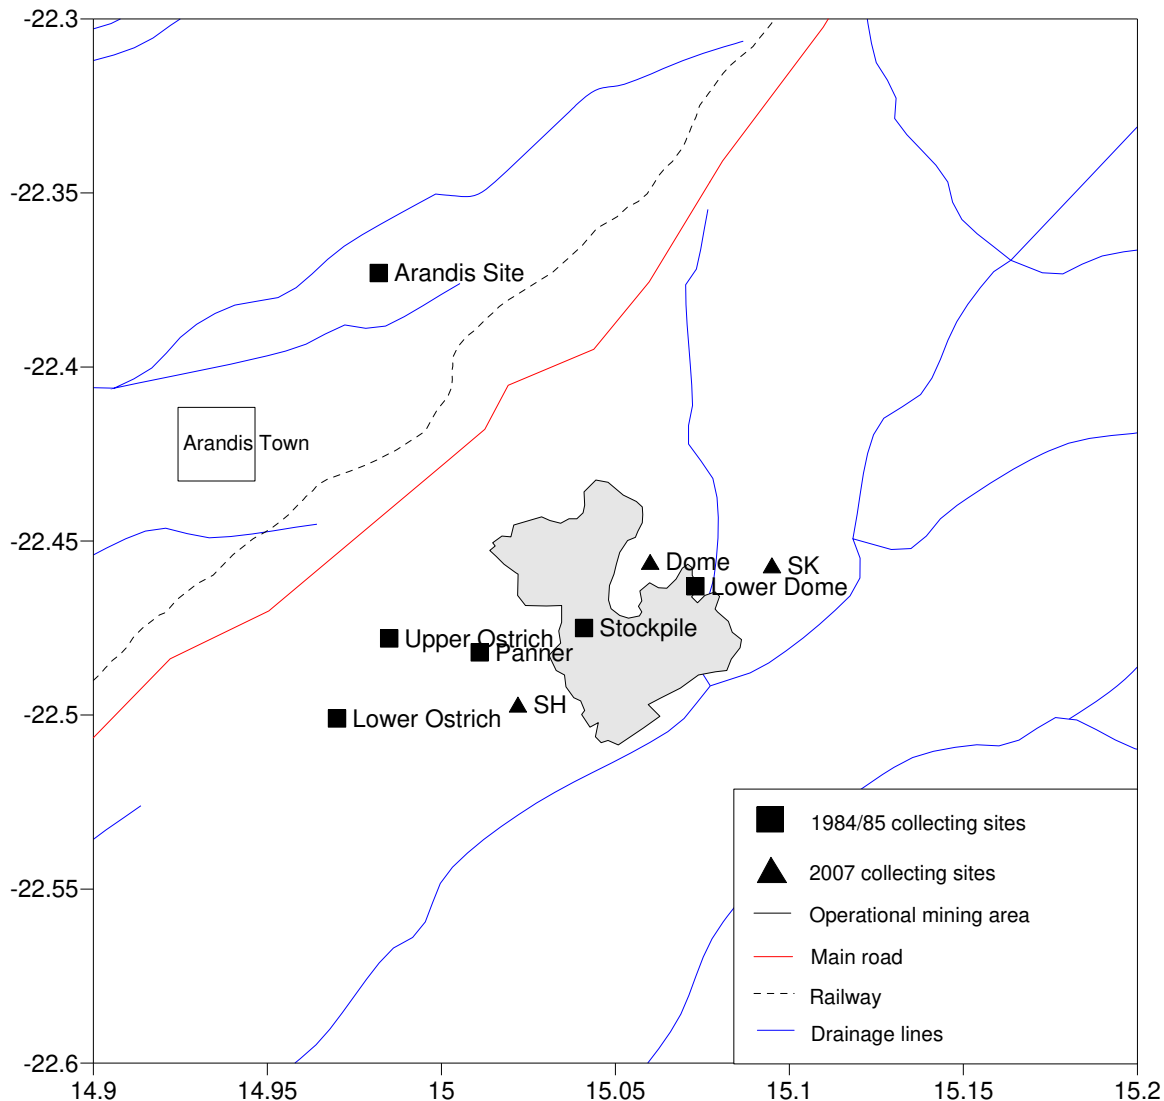 -22.3
-22.35
Arandis Site
-22.4
Arandis Town
-22.45
Dome
SK
Lower Dome
Stockpile
Upper Ostrich
Panner
-22.5
SH
Lower Ostrich
1984/85 collecting sites
2007 collecting sites
-22.55
Operational mining area
Main road
Railway
Drainage lines
-22.6
14.9
14.95
15
15.05
15.1
15.15
15.2